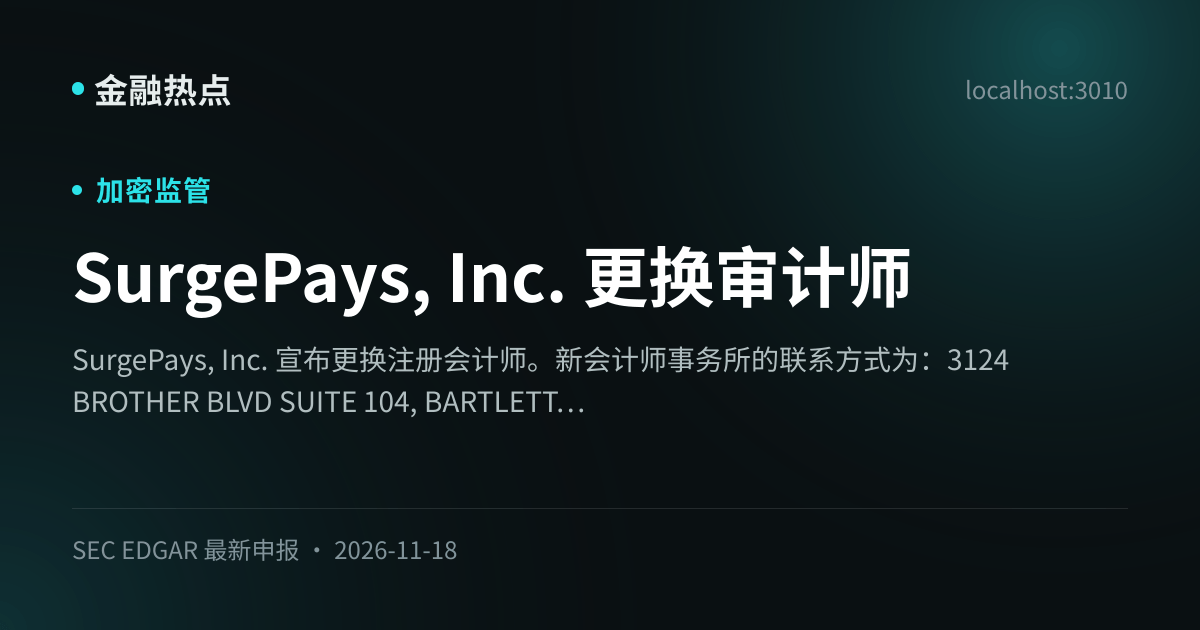 金融热点
localhost:3010
加密监管
SurgePays, Inc. 更换审计师
SurgePays, Inc. 宣布更换注册会计师。新会计师事务所的联系方式为：3124
BROTHER BLVD SUITE 104, BARTLETT…
SEC EDGAR 最新申报 · 2026-11-18